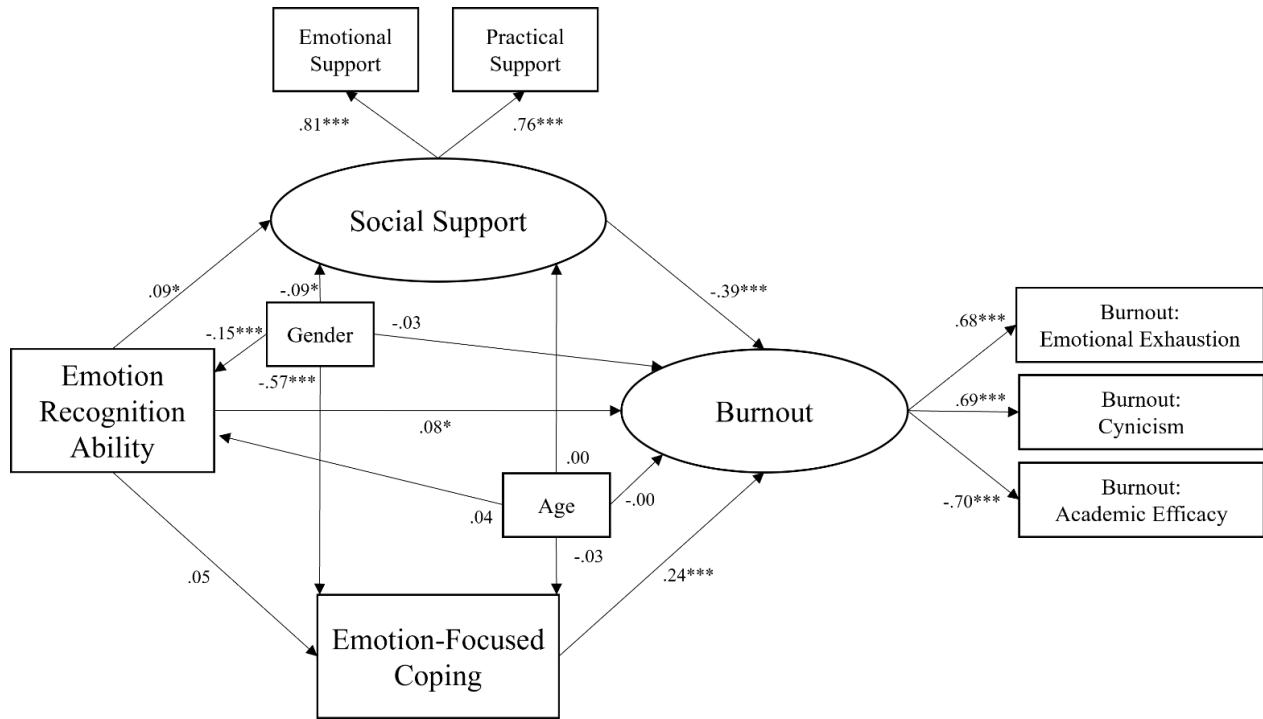 Emotional
Support
Practical
Support
.81***
.76***
Social Support
.09*
-.09*
-.39***
Gender
-.15***
-.03
-.57***
Burnout:
Emotional Exhaustion
.68***
Emotion
Recognition
Ability
Burnout
.69***
Burnout:
Cynicism
.08*
.00
-.70***
Burnout:
Academic Efficacy
.04
Age
-.00
-.03
.05
.24***
Emotion-Focused
Coping